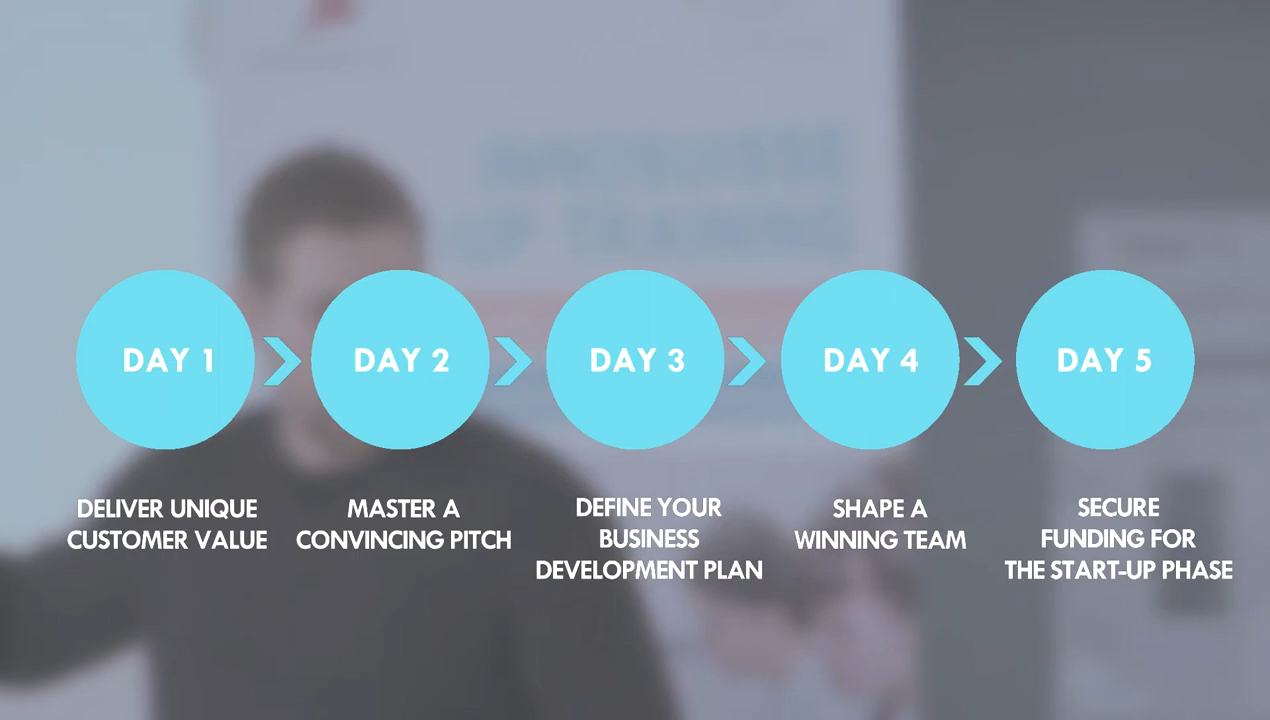 DAY 1
DAY 2
DAY 3
DAY 4
DAY 5
DELIVER UNIQUE
CUSTOMER VALUE
MASTER A
CONVINCING PITCH
DEFINE YOUR
BUSINESS
DEVELOPMENT PLAN
SHAPE A
WINNING TEAM
SECURE
FUNDING FOR
THE START-UP PHASE